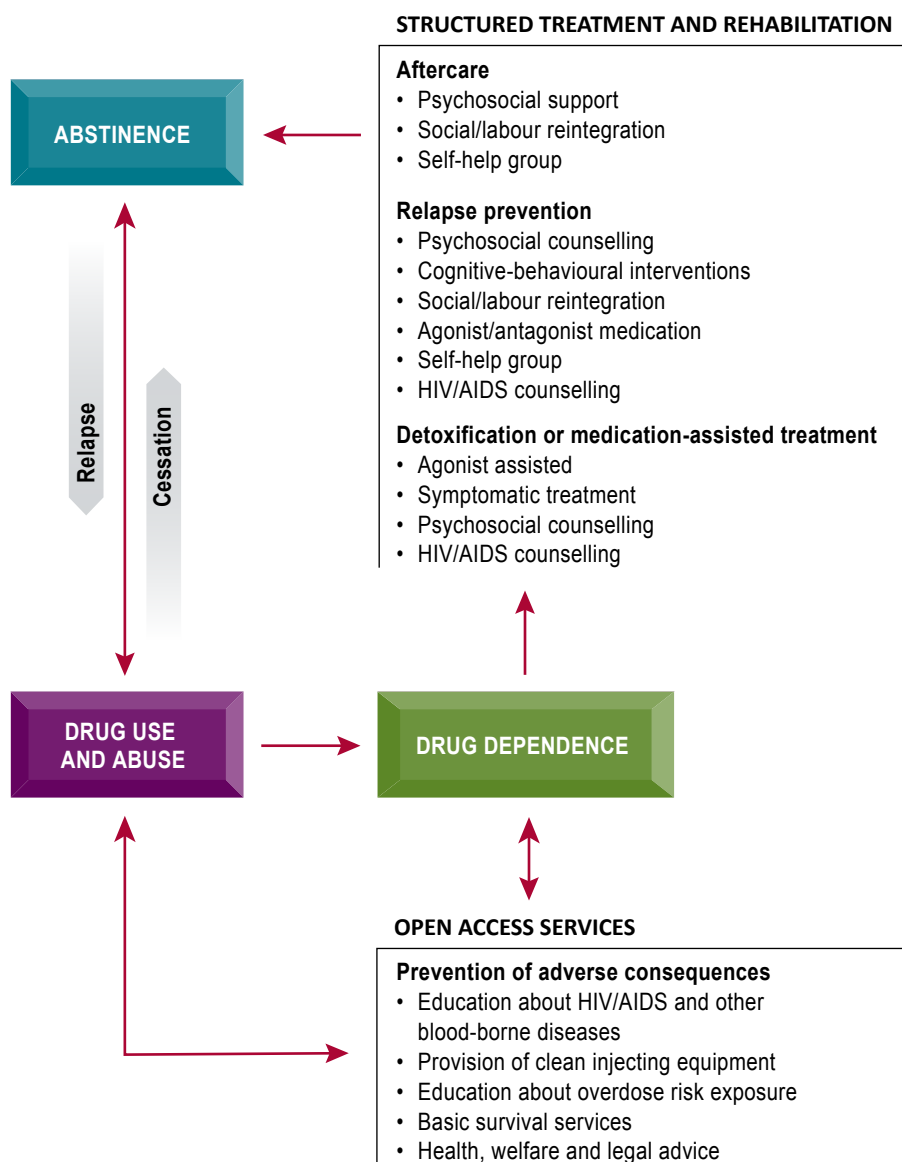 STRUCTURED TREATMENT AND REHABILITATION
Aftercare
• Psychosocial support
• Social/labour reintegration
• Self-help group
Relapse prevention
• Psychosocial counselling
• Cognitive-behavioural interventions
• Social/labour reintegration
• Agonist/antagonist medication
• Self-help group
• HIV/AIDS counselling
Detoxification or medication-assisted treatment
• Agonist assisted
• Symptomatic treatment
• Psychosocial counselling
• HIV/AIDS counselling
ABSTINENCE
Relapse
Cessation
DRUG USE
AND ABUSE
DRUG DEPENDENCE
OPEN ACCESS SERVICES
Prevention of adverse consequences
• Education about HIV/AIDS and other
blood-borne diseases
• Provision of clean injecting equipment
• Education about overdose risk exposure
• Basic survival services
• Health, welfare and legal advice